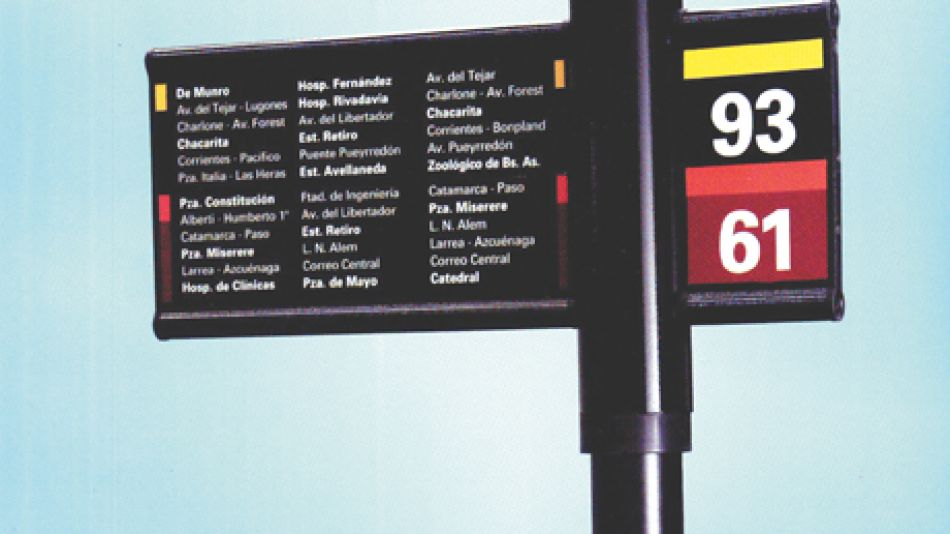 De Munro
Av. del Tejar - Lugones
Charlone - Av. Forest
Chacarita
Corrientes - Pacífico
Pza. Italia - Las Heras
Hosp. Fernández
Hosp. Rivadavia
Av. del Libertador
Est. Retiro
Puente Pueyrredón
Est. Avellaneda
Av. del Tejar
Charlone - Av. Forest
Chacarita
Corrientes - Bonpland
Av. Pueyrredón
Zoológico de Bs. As.
Pza. Constitución
Alberti - Humberto 1°
Catamarca - Paso
Pza. Miserere
Larrea - Azcuénaga
Hosp. de Clínicas
Ftad. de Ingeniería
Av. del Libertador
Est. Retiro
L. N. Alem
Correo Central
Pza. de Mayo
Catamarca - Paso
Pza. Miserere
L. N. Alem
Larrea - Azcuénaga
Correo Central
Catedral
93
61